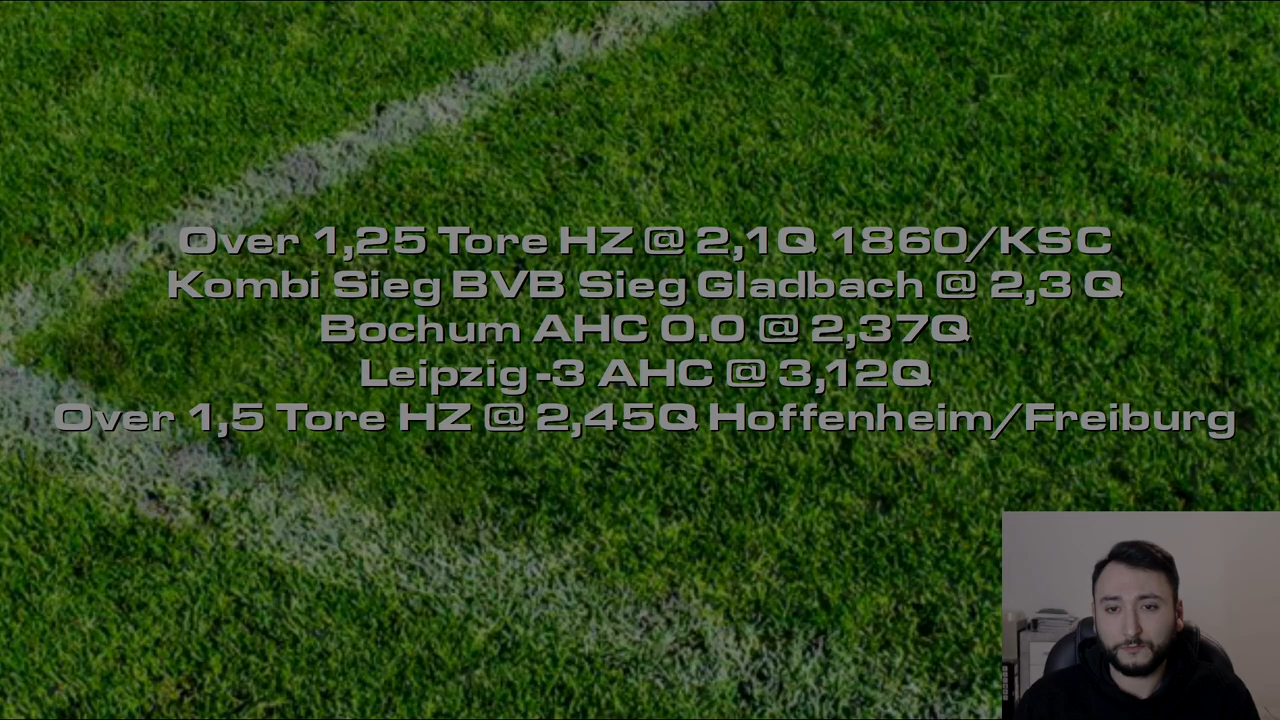 Over 1,25 Tore HZ @ 2,1Q 1860/KSC
Kombi Sieg BVB Sieg Gladbach @ 2,3 Q
Bochum AHC 0.0 @ 2,37Q
Leipzig -3 AHC @ 3,12Q
Over 1,5 Tore HZ @ 2,45Q Hoffenheim/Freiburg